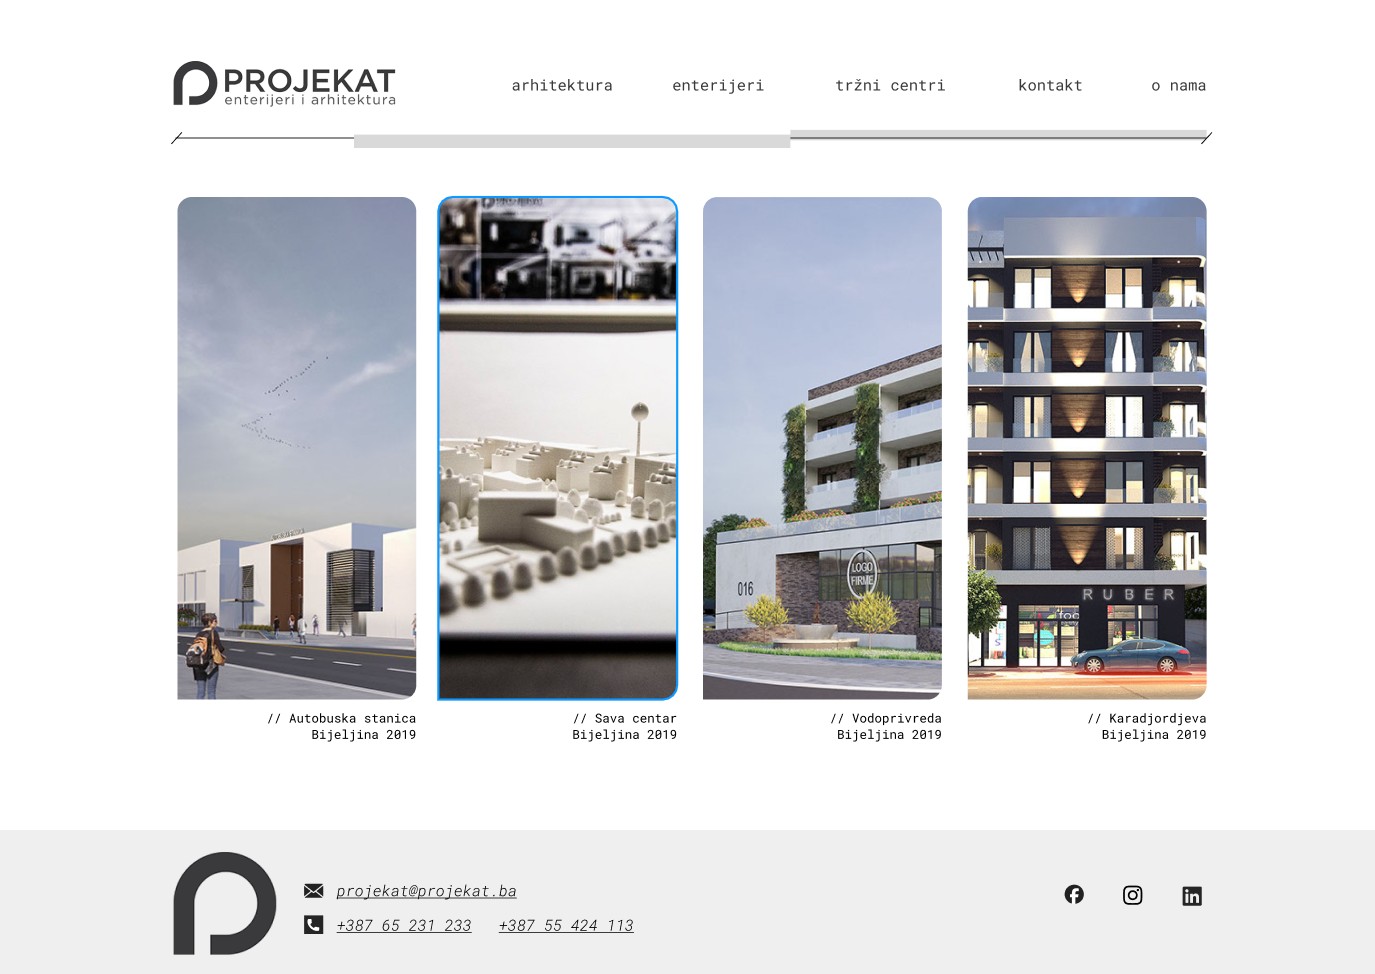 PROJEKAT
enterijeri i arhitektura
arhitektura enterijeri tržni centri kontakt o nama
016
LOGO
FIRME
RUBER
// Autobuska stanica
Bijeljina 2019
// Sava centar
Bijeljina 2019
// Vodoprivreda
Bijeljina 2019
// Karadjordjeva
Bijeljina 2019
projekat@projekat.ba
+387 65 231 233 +387 55 424 113